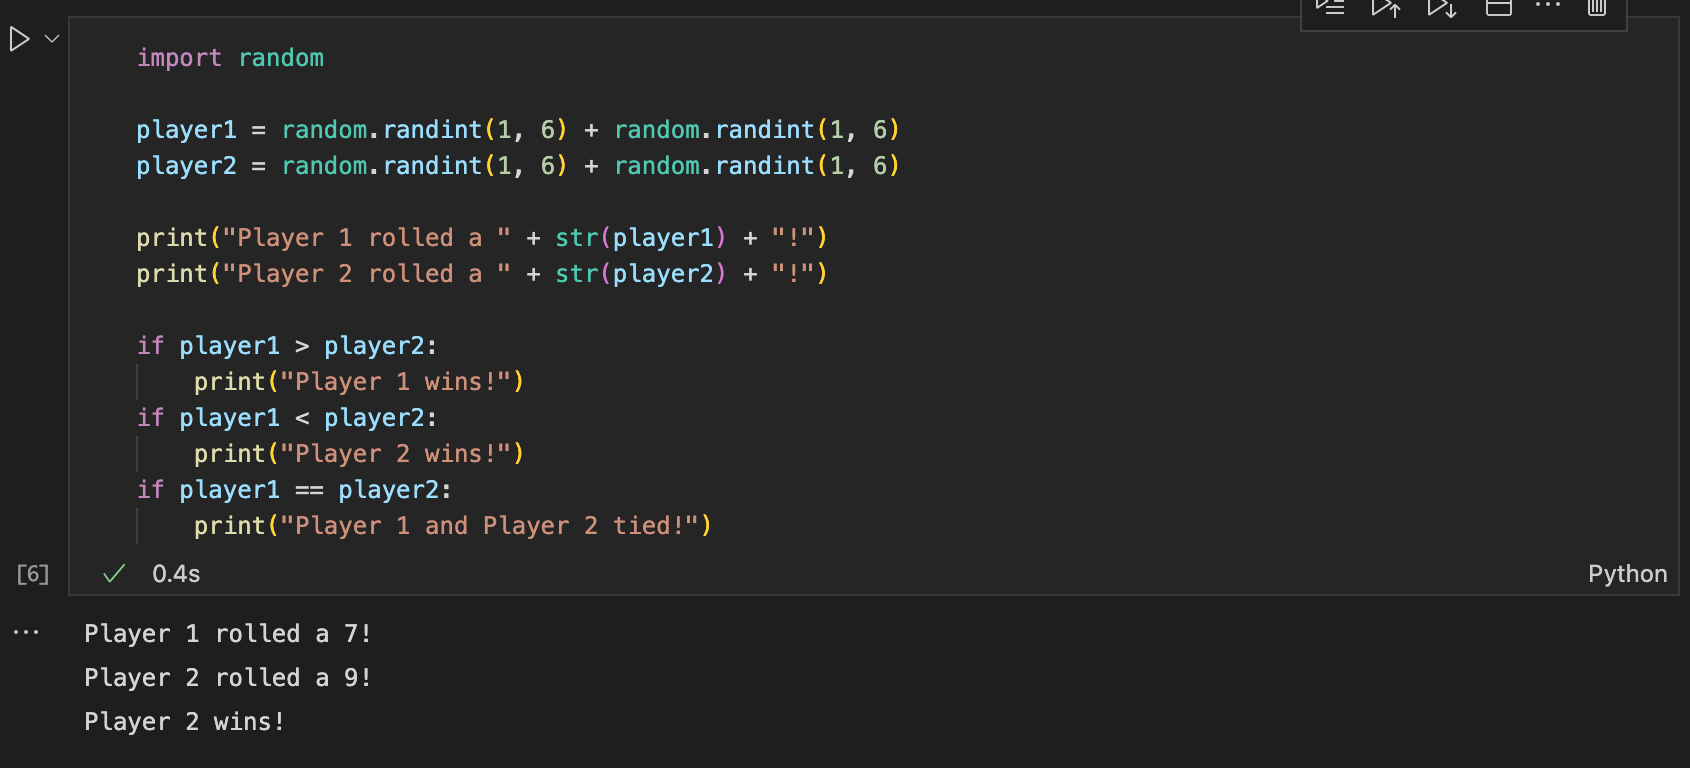 import random
player1 = random.randint(1, 6) + random.randint(1, 6)
player2 = random.randint(1, 6) + random.randint(1, 6)
print("Player 1 rolled a " + str(player1) + "!")
print("Player 2 rolled a " + str(player2) + "!")
if player1 > player2:
    print("Player 1 wins!")
if player1 < player2:
    print("Player 2 wins!")
if player1 == player2:
    print("Player 1 and Player 2 tied!")
[6] 0.4s Python
Player 1 rolled a 7!
Player 2 rolled a 9!
Player 2 wins!